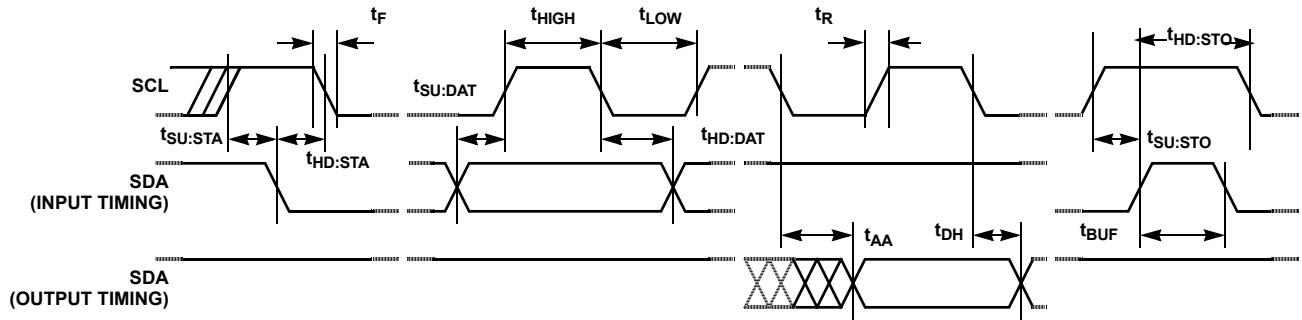 tF
tHIGH
tLOW
tR
tHD:STO
SCL
tSU:DAT
tSU:STA
tHD:STA
tHD:DAT
tSU:STO
SDA
(INPUT TIMING)
tAA
tDH
tBUF
SDA
(OUTPUT TIMING)